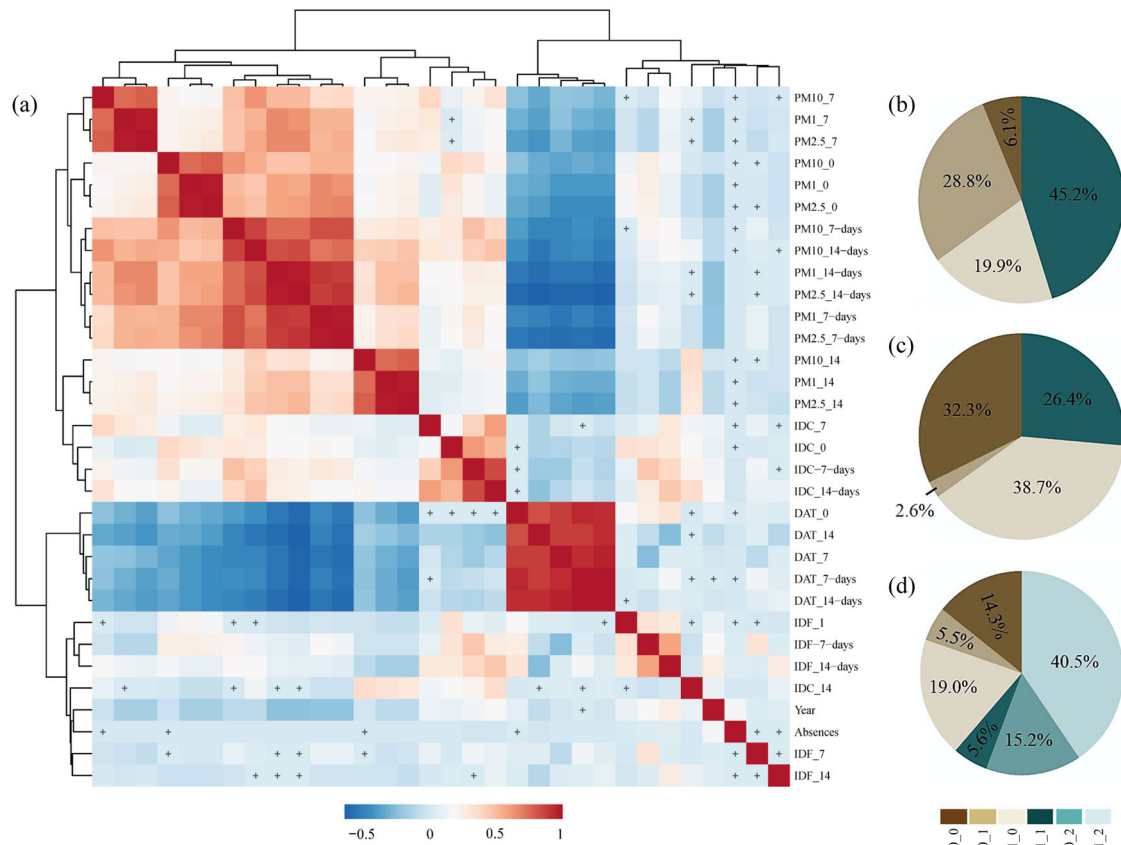 (a)
PM10_7
PM1_7
PM2.5_7
PM10_0
PM1_0
PM2.5_0
PM10_7-days
PM10_14-days
PM1_14-days
PM2.5_14-days
PM1_7-days
PM2.5_7-days
PM10_14
PM1_14
PM2.5_14
IDC_7
IDC_0
IDC-7-days
IDC_14-days
DAT_0
DAT_14
DAT_7
DAT_7-days
DAT_14-days
IDF_1
IDF-7-days
IDF_14-days
IDC_14
Year
Absences
IDF_7
IDF_14
−0.5 0 0.5 1
(b)
6.1%
45.2%
28.8%
19.9%
(c)
32.3%
26.4%
2.6%
38.7%
(d)
14.3%
5.5%
40.5%
19.0%
5.6%
15.2%